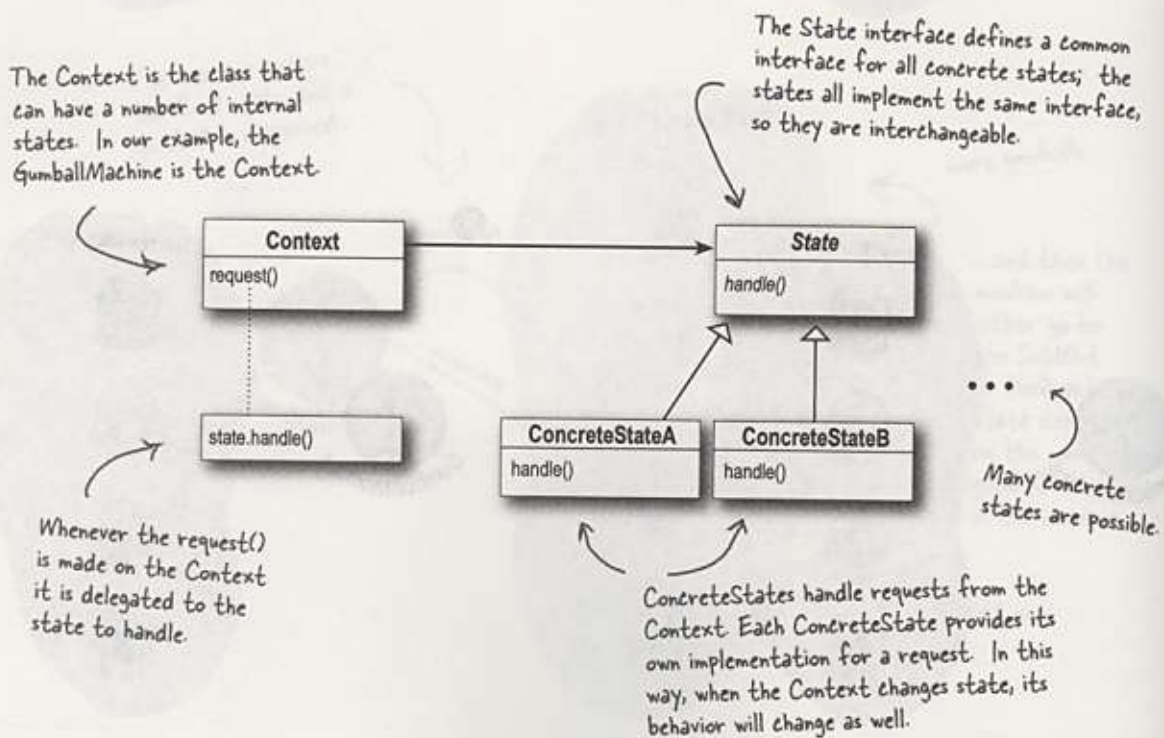 The Context is the class that
can have a number of internal
states. In our example, the
GumballMachine is the Context.
The State interface defines a common
interface for all concrete states; the
states all implement the same interface,
so they are interchangeable.
Context
request()
State
handle()
state.handle()
ConcreteStateA
handle()
ConcreteStateB
handle()
...
Many concrete
states are possible.
Whenever the request()
is made on the Context
it is delegated to the
state to handle.
ConcreteStates handle requests from the
Context. Each ConcreteState provides its
own implementation for a request. In this
way, when the Context changes state, its
behavior will change as well.